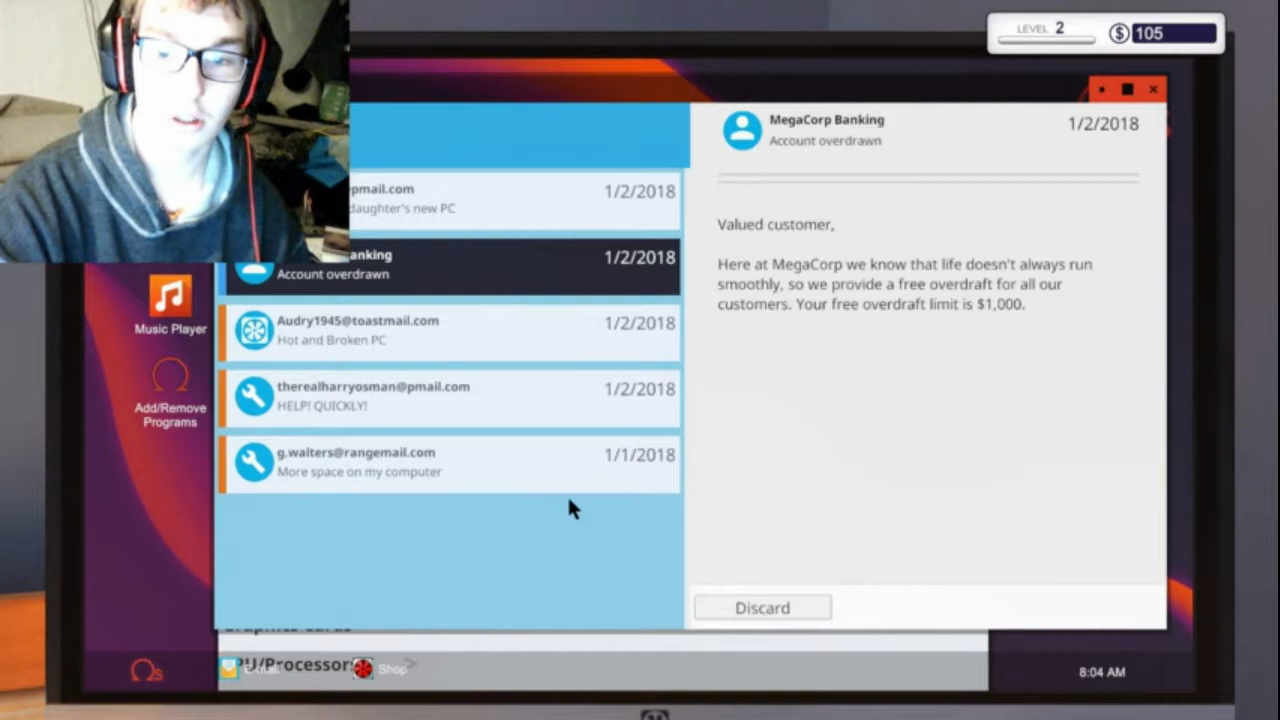 LEVEL 2
$ 105
pmail.com 1/2/2018
daughter's new PC
anking 1/2/2018
Account overdrawn
Audry1945@toastmail.com 1/2/2018
Hot and Broken PC
therealharryosman@pmail.com 1/2/2018
HELP! QUICKLY!
g.walters@rangemail.com 1/1/2018
More space on my computer
MegaCorp Banking 1/2/2018
Account overdrawn
Valued customer,
Here at MegaCorp we know that life doesn't always run
smoothly, so we provide a free overdraft for all our
customers. Your free overdraft limit is $1,000.
Discard
Music Player
Add/Remove
Programs
PU/Processor
Shop
8:04 AM